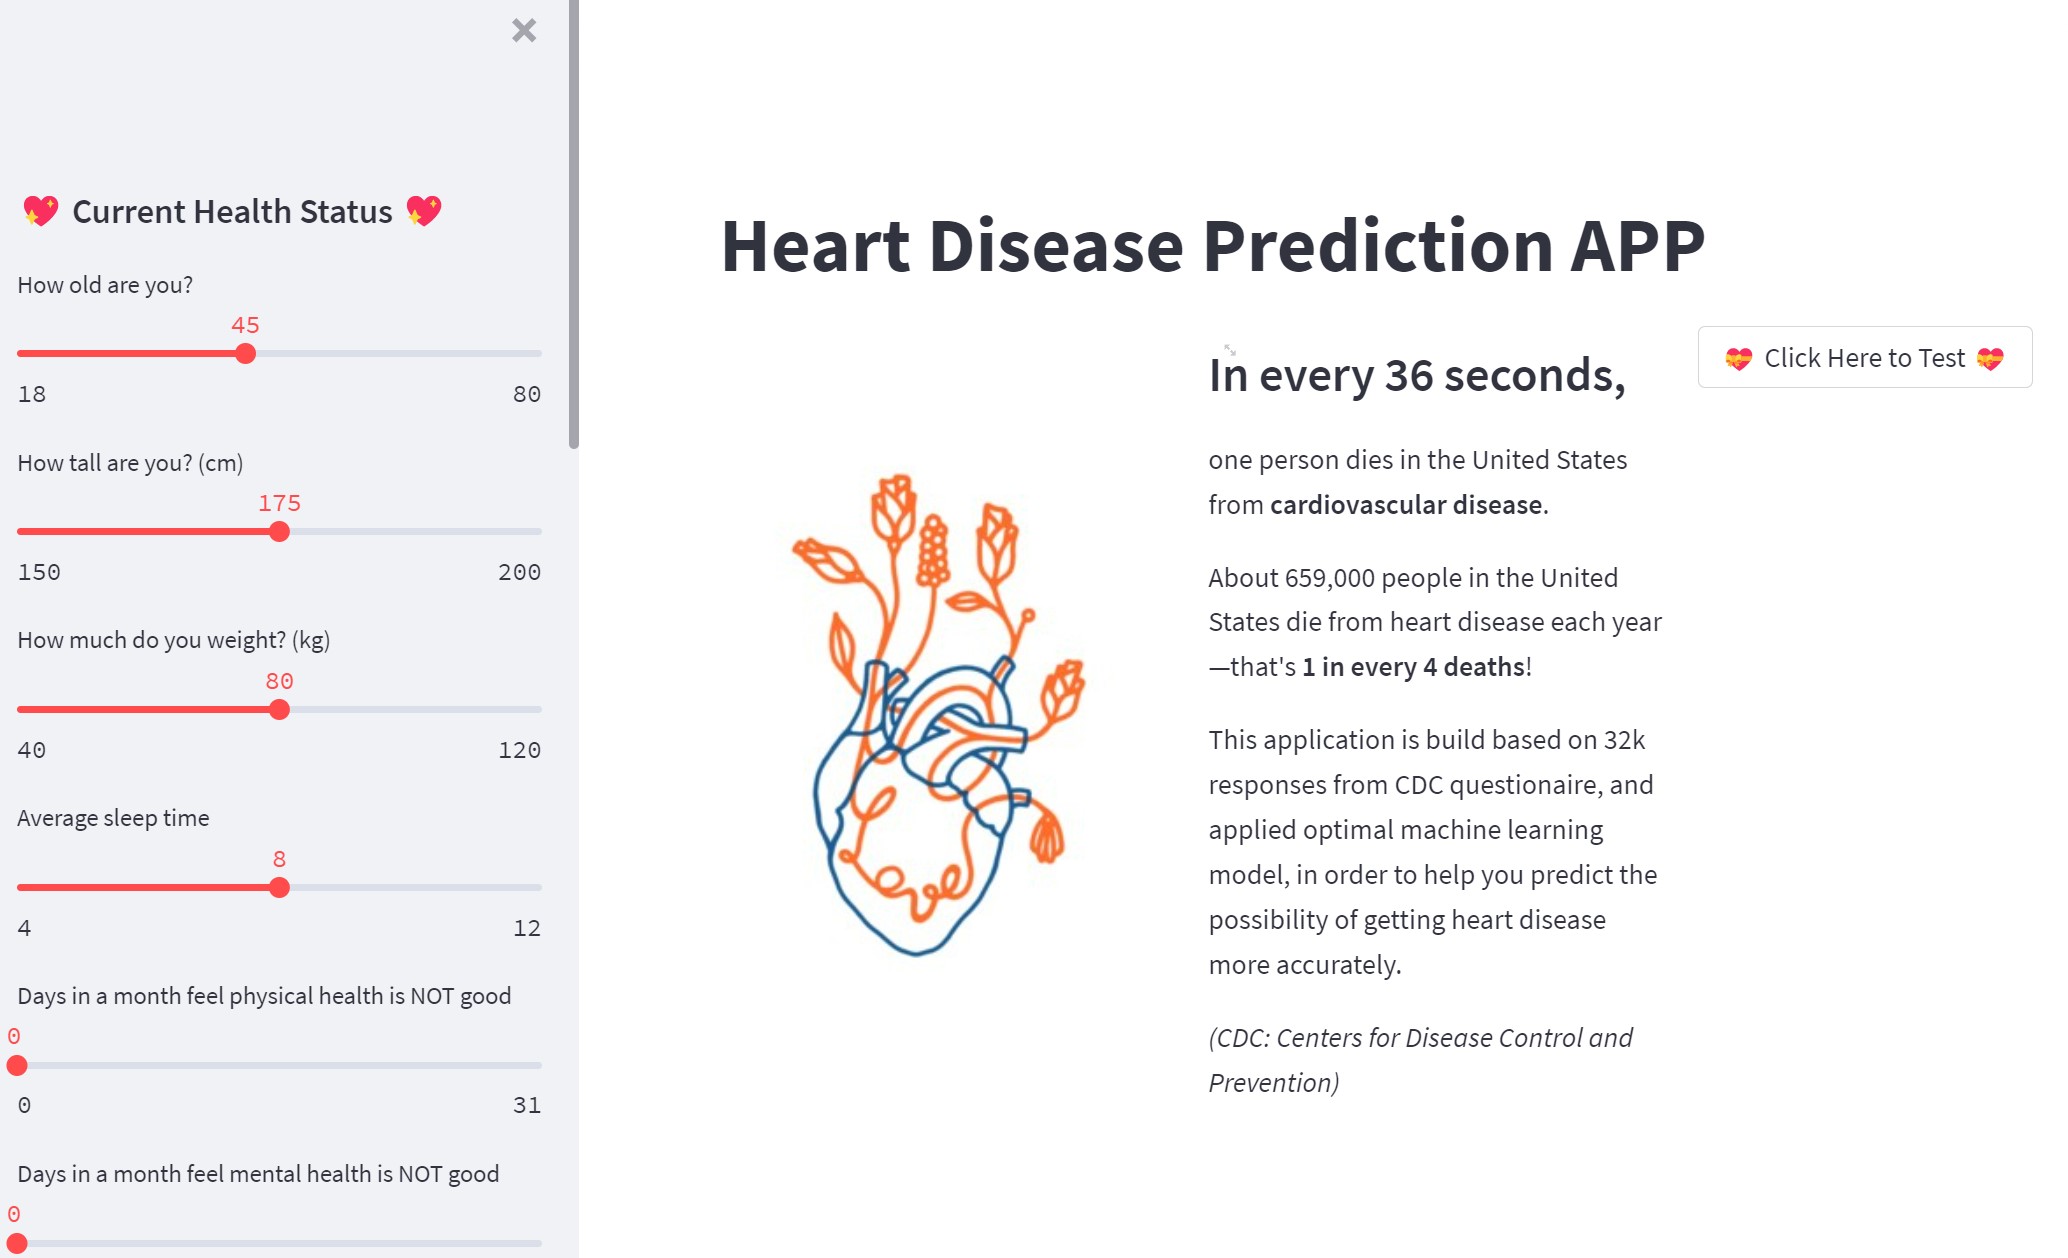 💖 Current Health Status 💖
How old are you?
45
18 80
How tall are you? (cm)
175
150 200
How much do you weight? (kg)
80
40 120
Average sleep time
8
4 12
Days in a month feel physical health is NOT good
0
0 31
Days in a month feel mental health is NOT good
0
Heart Disease Prediction APP
In every 36 seconds,
one person dies in the United States
from cardiovascular disease.
About 659,000 people in the United
States die from heart disease each year
—that's 1 in every 4 deaths!
This application is build based on 32k
responses from CDC questionaire, and
applied optimal machine learning
model, in order to help you predict the
possibility of getting heart disease
more accurately.
(CDC: Centers for Disease Control and
Prevention)
💝 Click Here to Test 💝